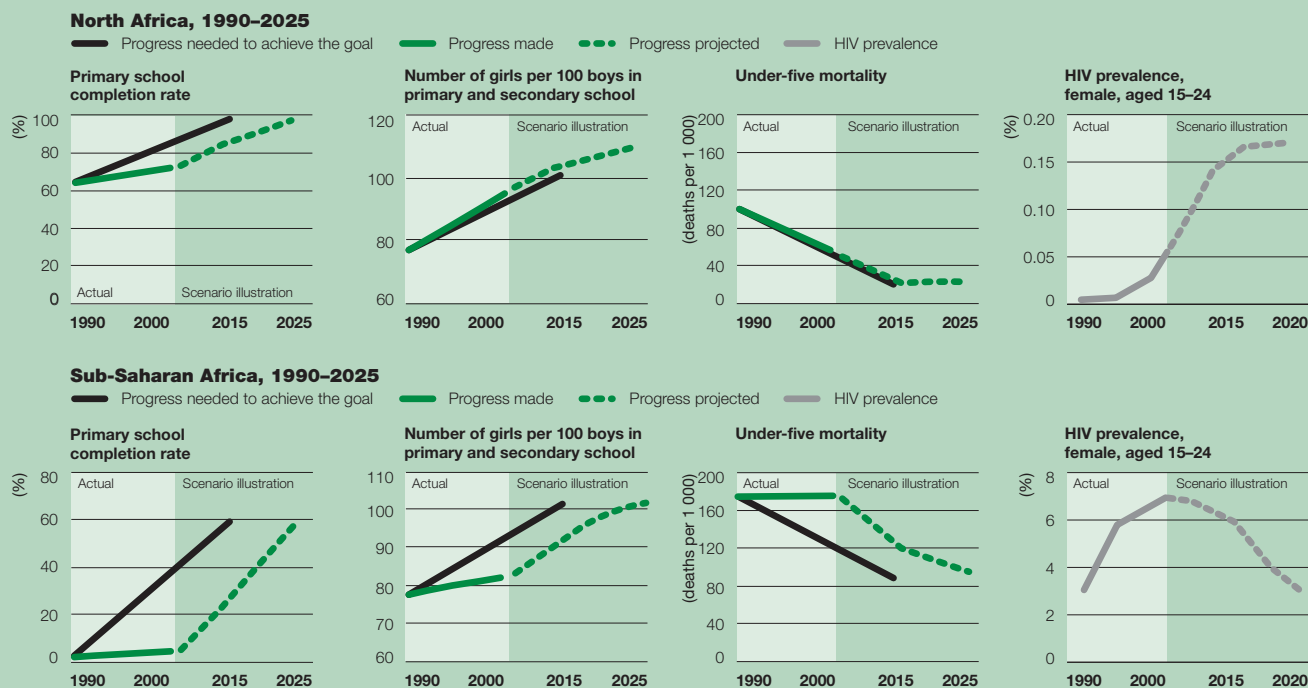 North Africa, 1990–2025
Progress needed to achieve the goal Progress made Progress projected HIV prevalence
Primary school
completion rate
(%)
100
80
60
40
20
0
Actual Scenario illustration
1990 2000 2015 2025
Number of girls per 100 boys in
primary and secondary school
120
100
80
60
Actual Scenario illustration
1990 2000 2015 2025
Under-five mortality
(deaths per 1 000)
200
160
120
80
40
0
Actual Scenario illustration
1990 2000 2015 2025
HIV prevalence,
female, aged 15–24
(%)
0.20
0.15
0.10
0.05
0
Actual Scenario illustration
1990 2000 2015 2020
Sub-Saharan Africa, 1990–2025
Progress needed to achieve the goal Progress made Progress projected HIV prevalence
Primary school
completion rate
(%)
80
60
40
20
0
Actual Scenario illustration
1990 2000 2015 2025
Number of girls per 100 boys in
primary and secondary school
110
100
90
80
70
60
Actual Scenario illustration
1990 2000 2015 2025
Under-five mortality
(deaths per 1 000)
200
160
120
80
40
0
Actual Scenario illustration
1990 2000 2015 2025
HIV prevalence,
female, aged 15–24
(%)
8
6
4
2
0
Actual Scenario illustration
1990 2000 2015 2020